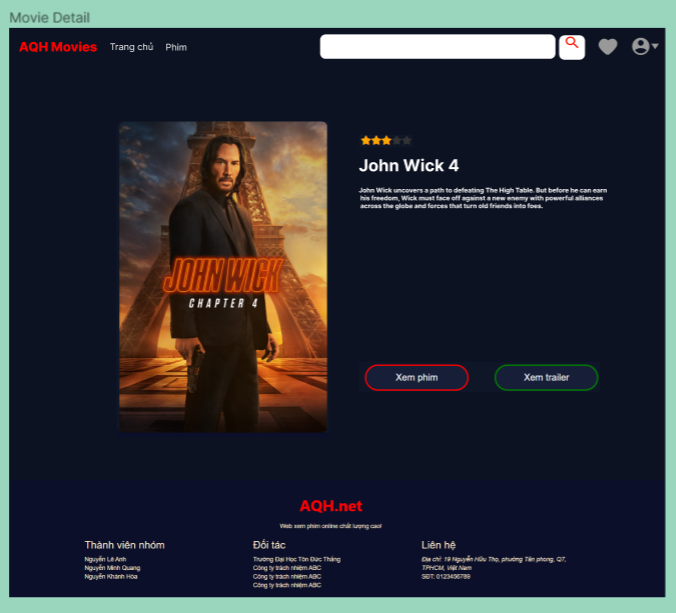 Movie Detail
AQH Movies Trang chủ Phim
John Wick 4
John Wick uncovers a path to defeating The High Table. But before he can earn
his freedom, Wick must face off against a new enemy with powerful alliances
across the globe and forces that turn old friends into foes.
JOHN WICK
CHAPTER 4
Xem phim Xem trailer
AQH.net
Web xem phim online chất lượng cao!
Thành viên nhóm
Nguyễn Lê Anh
Nguyễn Minh Quang
Nguyễn Khánh Hòa
Đối tác
Trường Đại Học Tôn Đức Thắng
Công ty trách nhiệm ABC
Công ty trách nhiệm ABC
Công ty trách nhiệm ABC
Liên hệ
Địa chỉ: 19 Nguyễn Hữu Thọ, phường Tân phong, Q7,
TPHCM, Việt Nam
SĐT: 0123456789